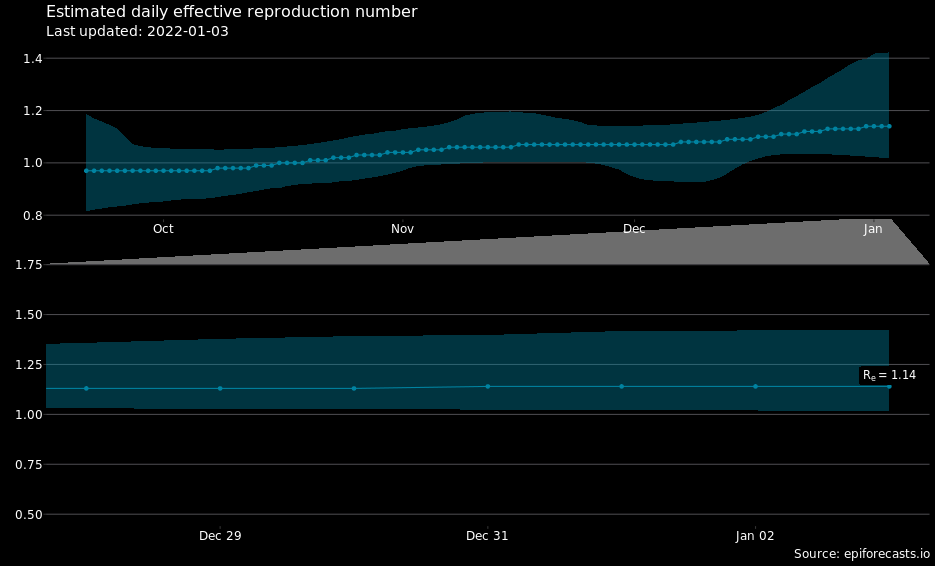 Estimated daily effective reproduction number
Last updated: 2022-01-03
1.4
1.2
1.0
0.8
Oct Nov Dec Jan
1.75
1.50
1.25
Re = 1.14
1.00
0.75
0.50
Dec 29 Dec 31 Jan 02
Source: epiforecasts.io